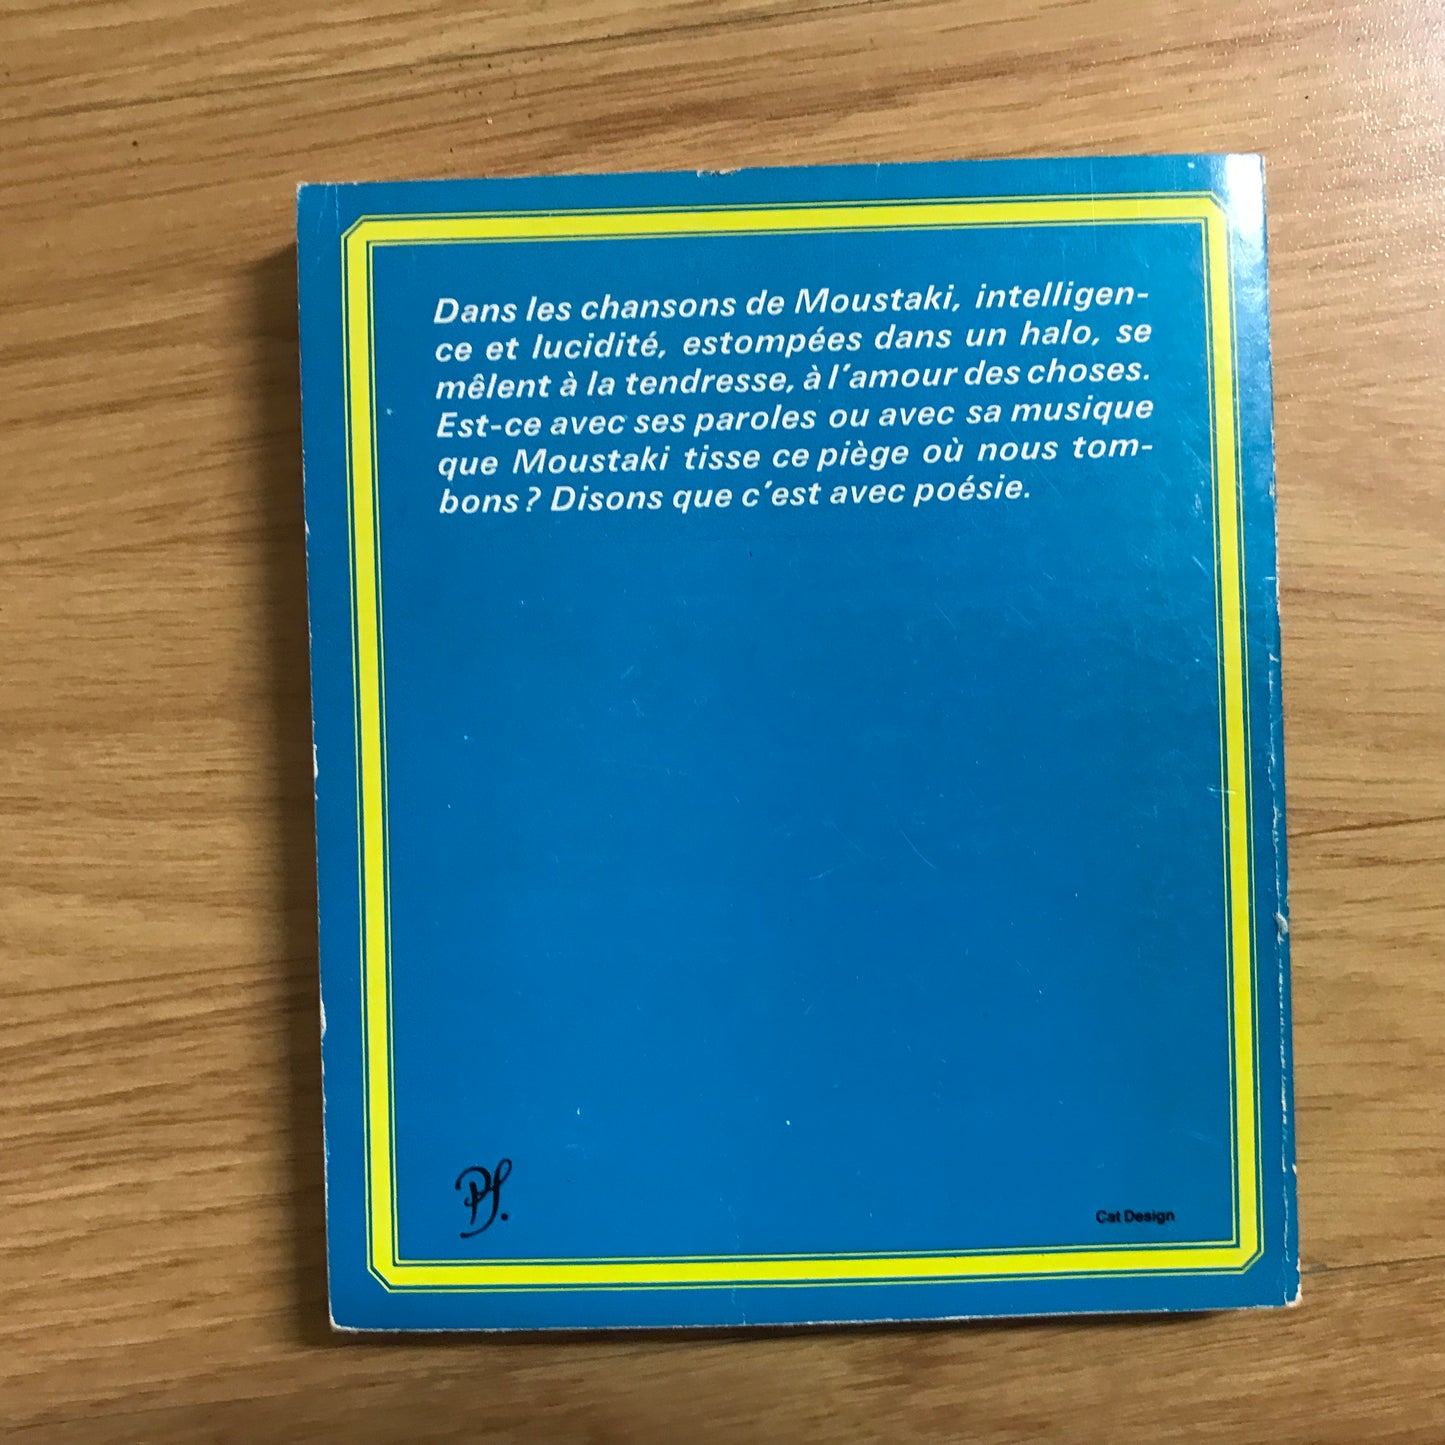 Dans les chansons de Moustaki, intelligen-
ce et lucidité, estompées dans un halo, se
mêlent à la tendresse, à l'amour des choses.
Est-ce avec ses paroles ou avec sa musique
que Moustaki tisse ce piège où nous tom-
bons ? Disons que c'est avec poésie.
Cat Design